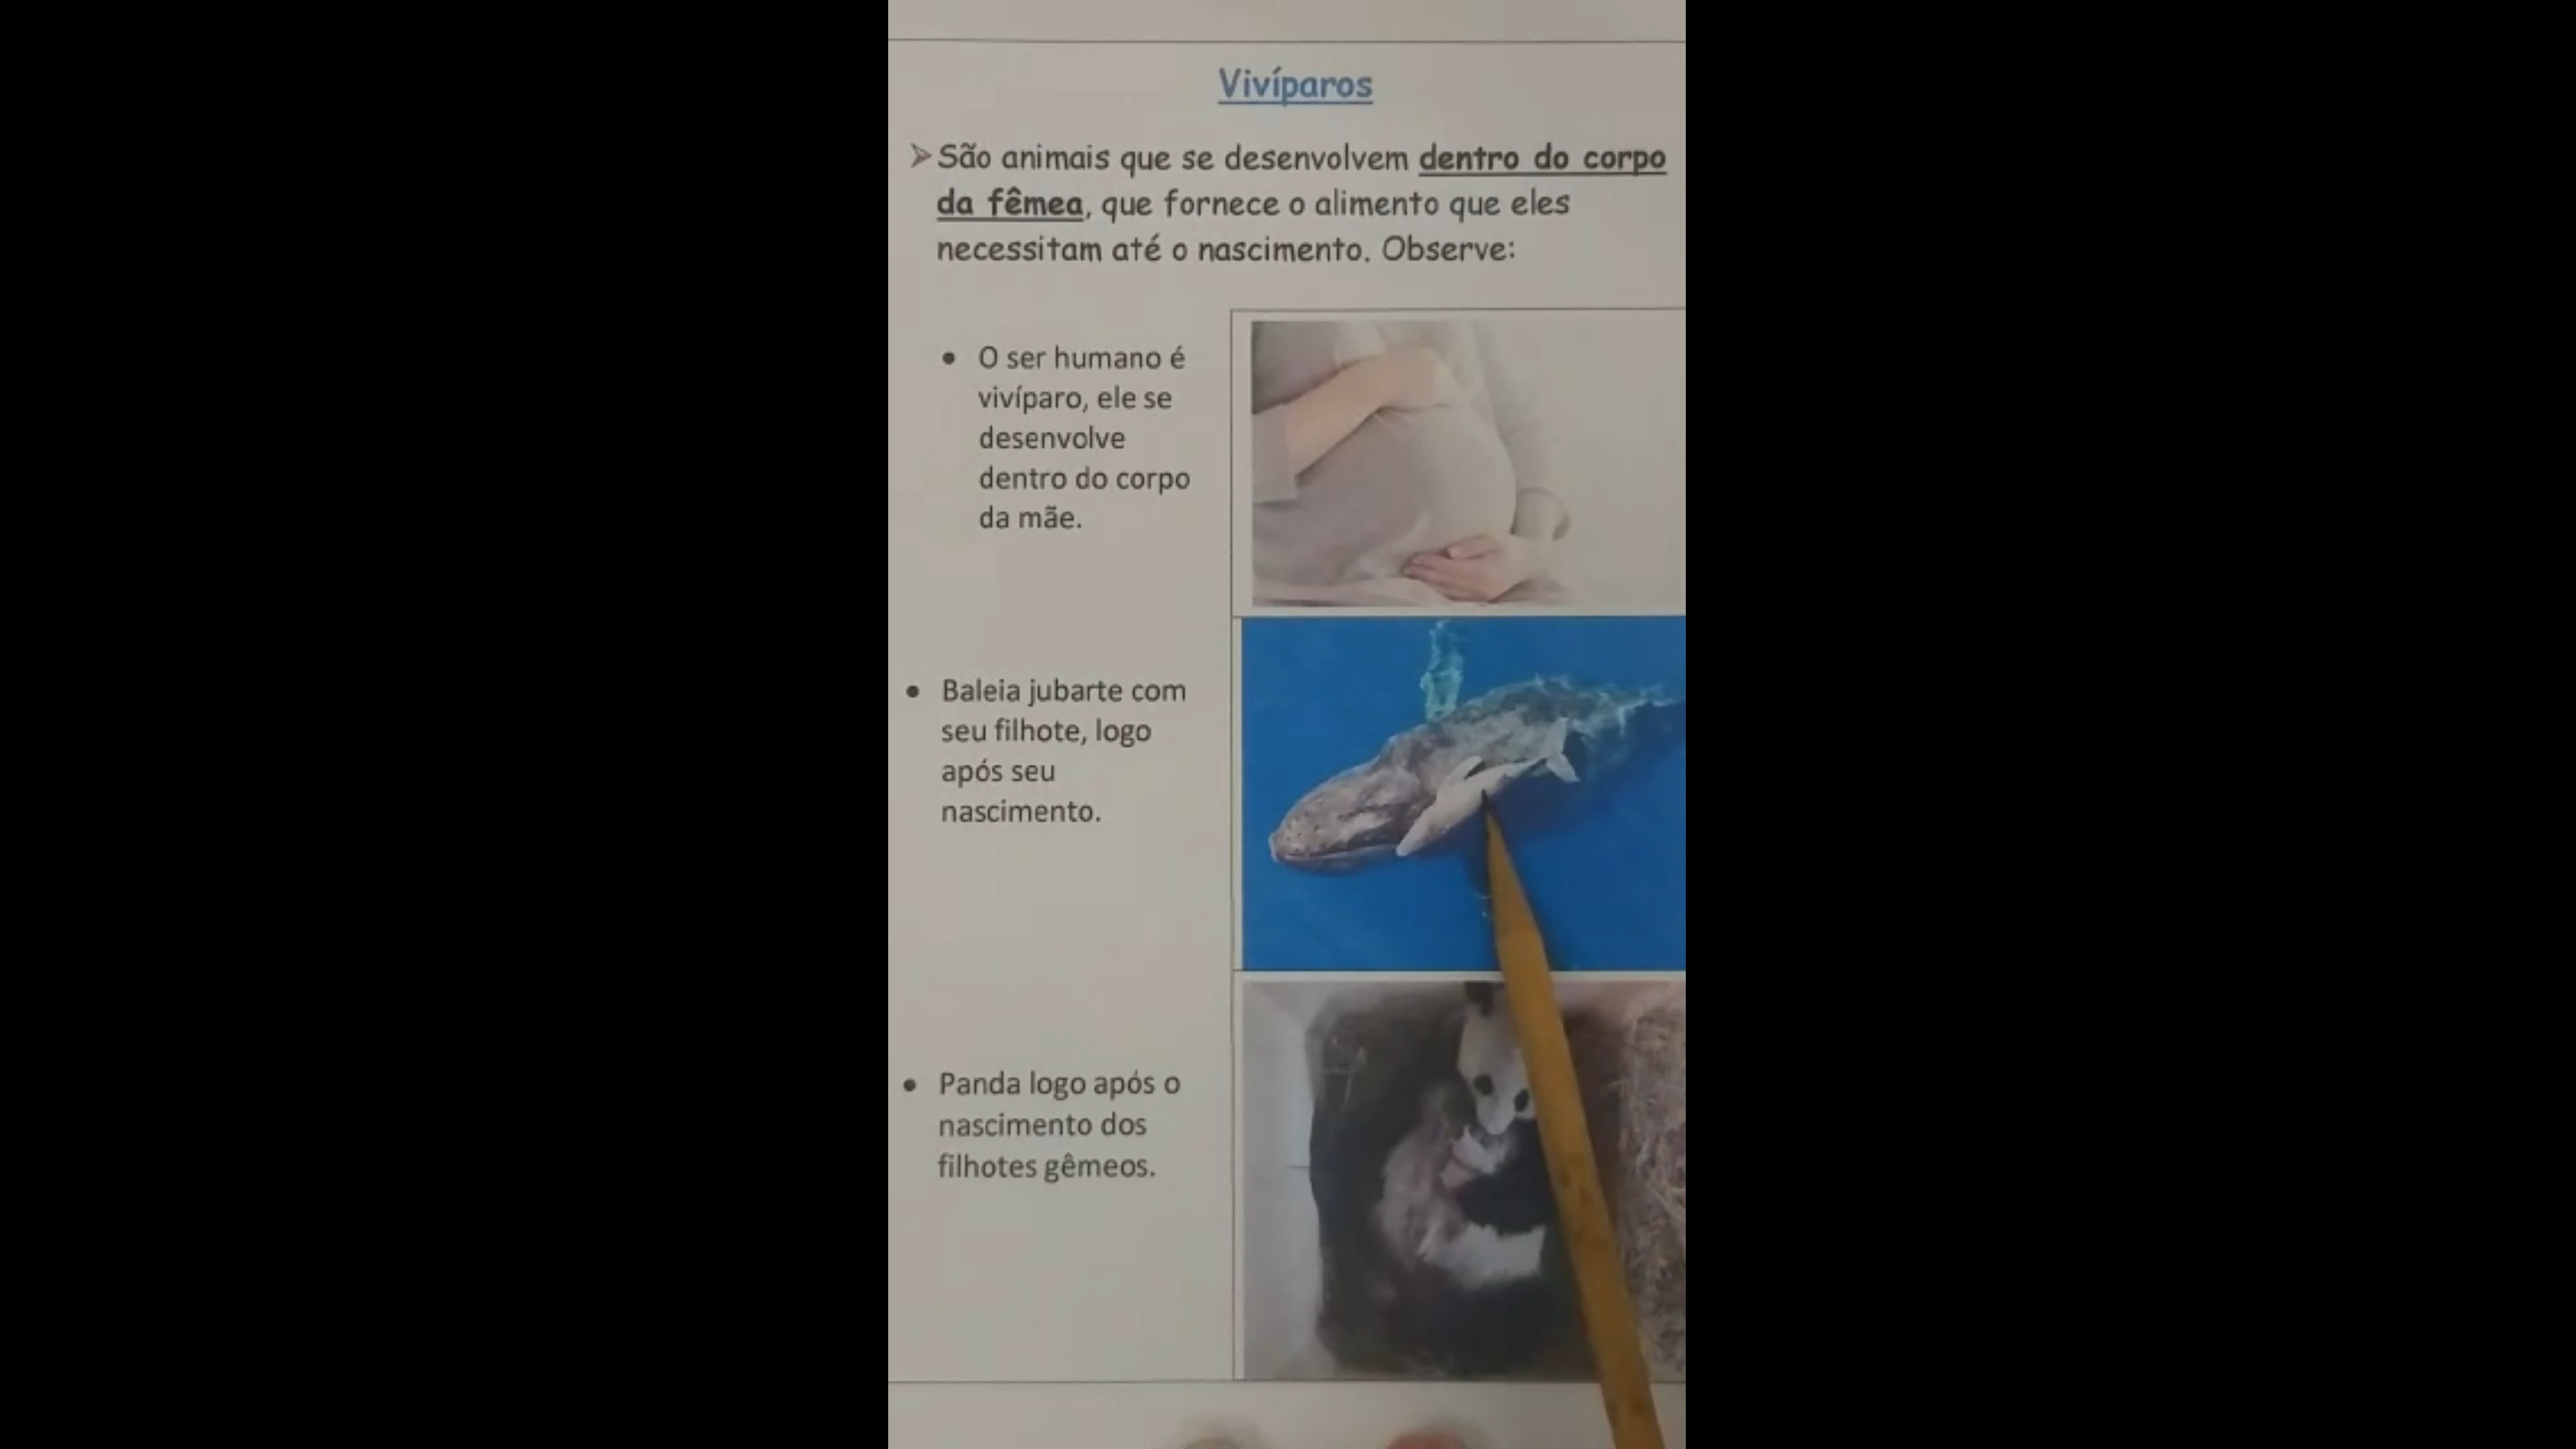 Vivíparos
➢São animais que se desenvolvem dentro do corpo
da fêmea, que fornece o alimento que eles
necessitam até o nascimento. Observe:
• O ser humano é
vivíparo, ele se
desenvolve
dentro do corpo
da mãe.
• Baleia jubarte com
seu filhote, logo
após seu
nascimento.
• Panda logo após o
nascimento dos
filhotes gêmeos.